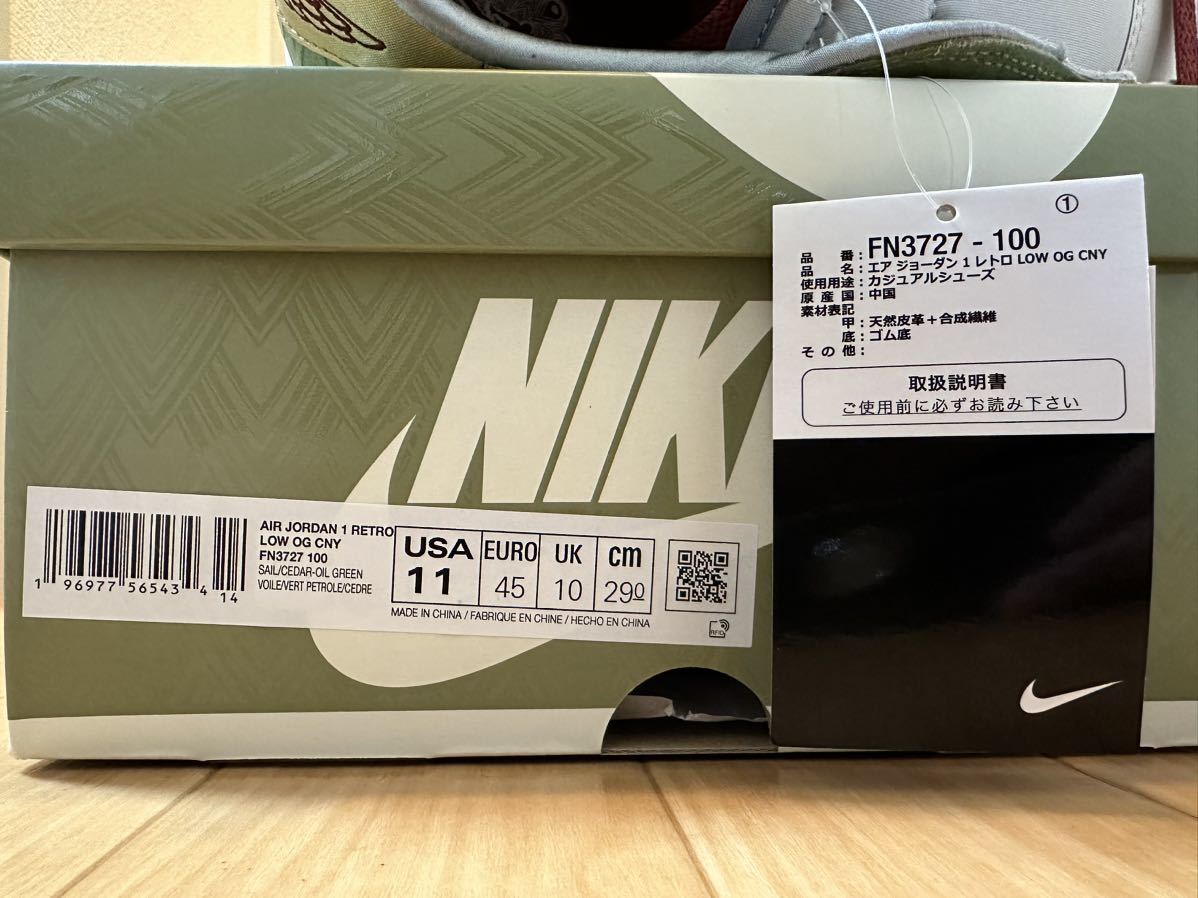 NIK
①
品 番 : FN3727 - 100
品 名 : エア ジョーダン 1 レトロ LOW OG CNY
使用用途 : カジュアルシューズ
原 産 国 : 中国
素材表記
甲 : 天然皮革＋合成繊維
底 : ゴム底
そ の 他 :
取扱説明書
ご使用前に必ずお読み下さい
AIR JORDAN 1 RETRO
LOW OG CNY
FN3727 100
SAIL/CEDAR-OIL GREEN
VOILE/VERT PETROLE/CEDRE
1 96977 56543 4 14
USA 11
EURO 45
UK 10
cm 290
MADE IN CHINA / FABRIQUE EN CHINE / HECHO EN CHINA
RFID